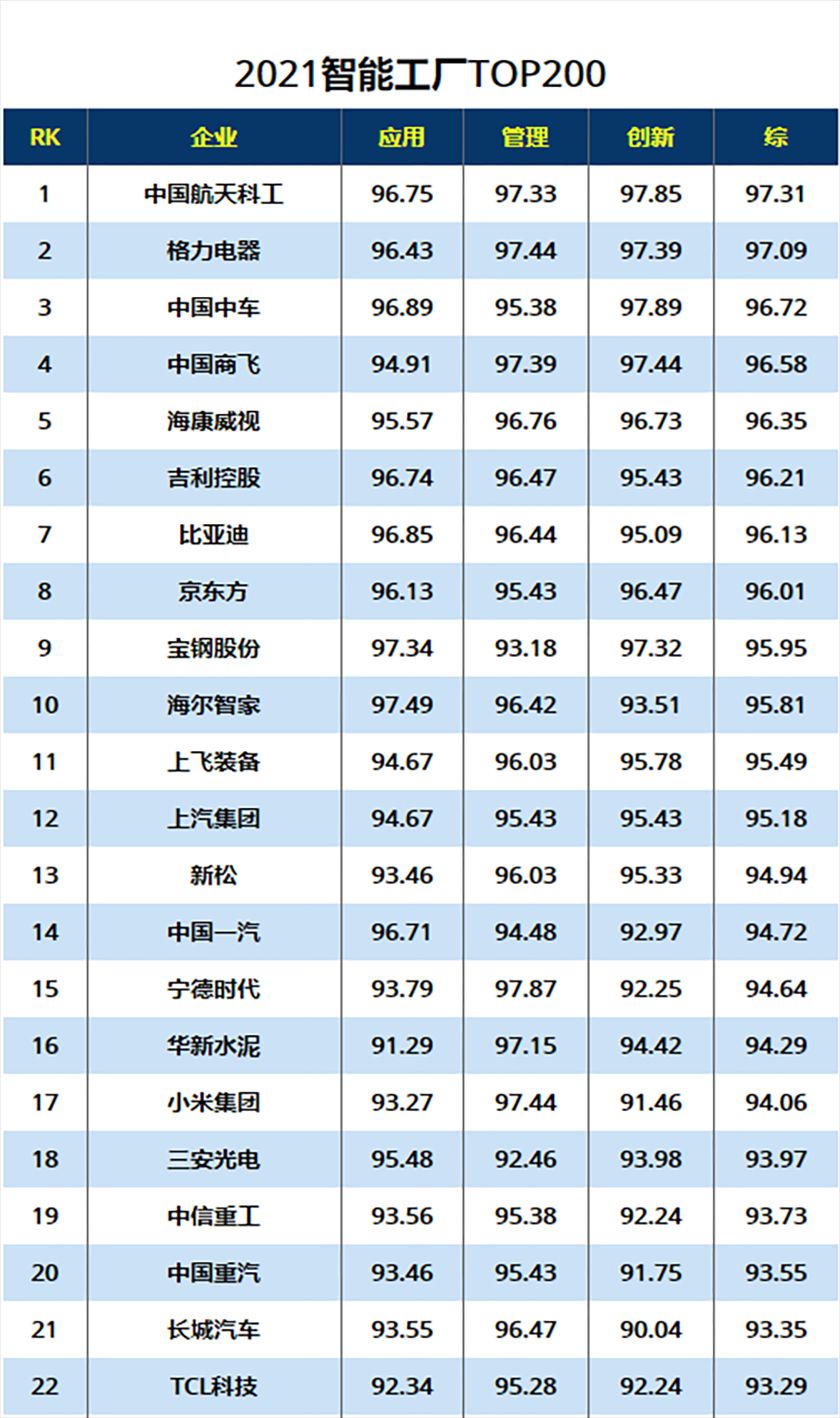 2021智能工厂TOP200
RK 企业 应用 管理 创新 综
1 中国航天科工 96.75 97.33 97.85 97.31
2 格力电器 96.43 97.44 97.39 97.09
3 中国中车 96.89 95.38 97.89 96.72
4 中国商飞 94.91 97.39 97.44 96.58
5 海康威视 95.57 96.76 96.73 96.35
6 吉利控股 96.74 96.47 95.43 96.21
7 比亚迪 96.85 96.44 95.09 96.13
8 京东方 96.13 95.43 96.47 96.01
9 宝钢股份 97.34 93.18 97.32 95.95
10 海尔智家 97.49 96.42 93.51 95.81
11 上飞装备 94.67 96.03 95.78 95.49
12 上汽集团 94.67 95.43 95.43 95.18
13 新松 93.46 96.03 95.33 94.94
14 中国一汽 96.71 94.48 92.97 94.72
15 宁德时代 93.79 97.87 92.25 94.64
16 华新水泥 91.29 97.15 94.42 94.29
17 小米集团 93.27 97.44 91.46 94.06
18 三安光电 95.48 92.46 93.98 93.97
19 中信重工 93.56 95.38 92.24 93.73
20 中国重汽 93.46 95.43 91.75 93.55
21 长城汽车 93.55 96.47 90.04 93.35
22 TCL科技 92.34 95.28 92.24 93.29